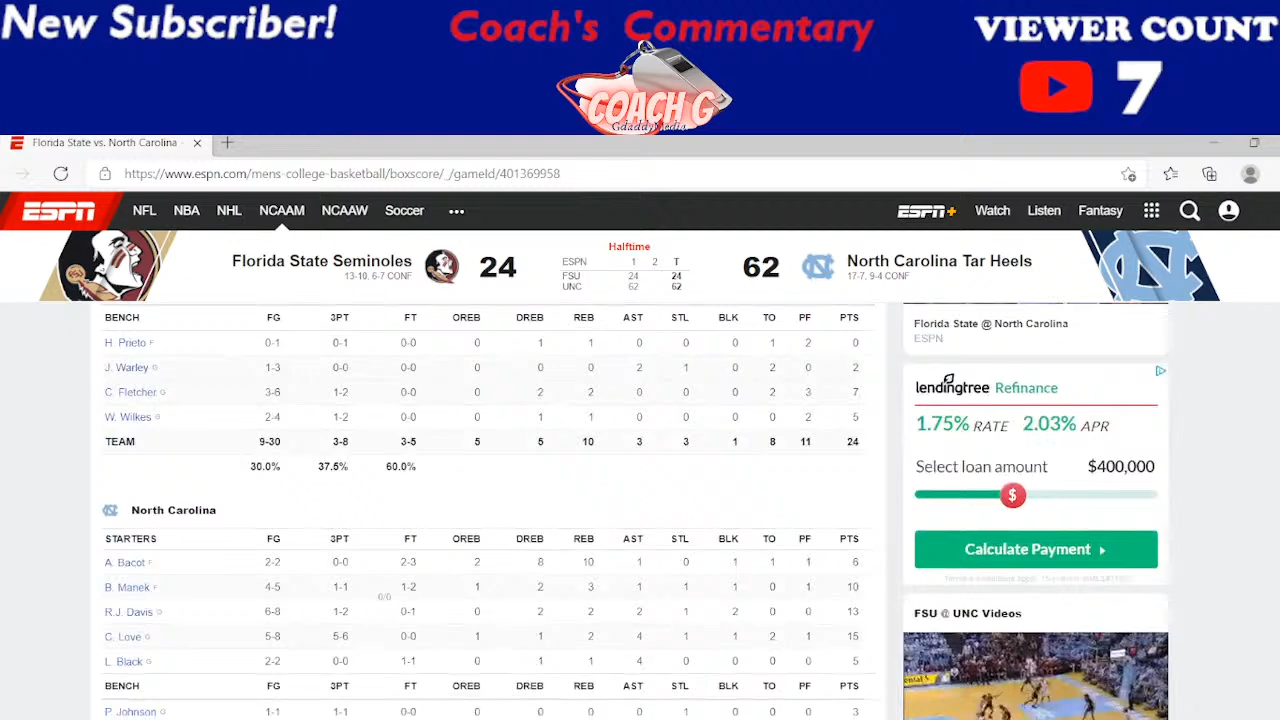 New Subscriber!
Coach's Commentary
VIEWER COUNT
COACH G
GdaddyMedia
7
Florida State vs. North Carolina
https://www.espn.com/mens-college-basketball/boxscore/_/gameId/401369958
ESPN NFL NBA NHL NCAAM NCAAW Soccer ... ESPN+ Watch Listen Fantasy
Halftime
Florida State Seminoles 24 ESPN 1 2 T 62 North Carolina Tar Heels
13-10, 6-7 CONF FSU 24 24 17-7, 9-4 CONF
UNC 62 62
BENCH FG 3PT FT OREB DREB REB AST STL BLK TO PF PTS
H. Prieto F 0-1 0-1 0-0 0 1 1 0 0 0 1 2 0
J. Warley G 1-3 0-0 0-0 0 0 0 2 1 0 2 0 2
C. Fletcher G 3-6 1-2 0-0 0 2 2 0 0 0 2 3 7
W. Wilkes G 2-4 1-2 0-0 0 1 1 0 0 0 0 2 5
TEAM 9-30 3-8 3-5 5 5 10 3 3 1 8 11 24
30.0% 37.5% 60.0%
North Carolina
STARTERS FG 3PT FT OREB DREB REB AST STL BLK TO PF PTS
A. Bacot F 2-2 0-0 2-3 2 8 10 1 0 1 1 1 6
B. Manek F 4-5 1-1 1-2 1 2 3 1 1 1 0 1 10
0/0
R.J. Davis G 6-8 1-2 0-1 0 2 2 2 1 2 0 0 13
C. Love G 5-8 5-6 0-0 1 1 2 4 1 1 2 1 15
L. Black G 2-2 0-0 1-1 0 1 1 4 0 0 0 0 5
BENCH FG 3PT FT OREB DREB REB AST STL BLK TO PF PTS
P. Johnson G 1-1 1-1 0-0 0 0 0 0 1 0 0 0 3
Florida State @ North Carolina
ESPN
lendingtree Refinance
1.75% RATE 2.03% APR
Select loan amount $400,000
$
Calculate Payment
FSU @ UNC Videos